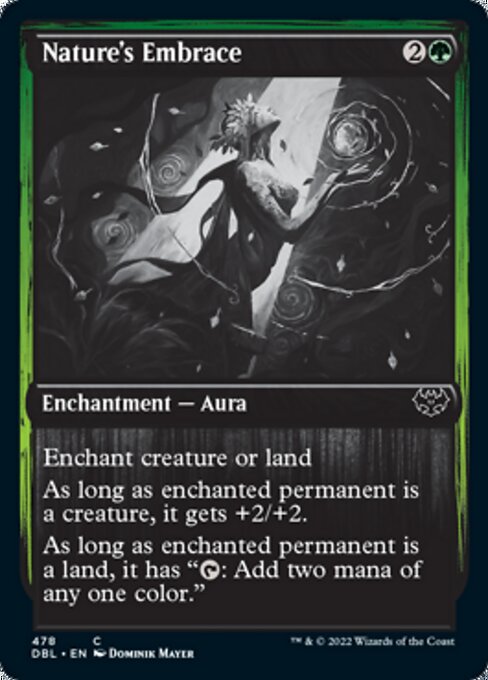 Nature's Embrace 2
Enchantment — Aura
Enchant creature or land
As long as enchanted permanent is
a creature, it gets +2/+2.
As long as enchanted permanent is
a land, it has “: Add two mana of
any one color.”
478 C
DBL • EN Dominik Mayer
™ & © 2022 Wizards of the Coast